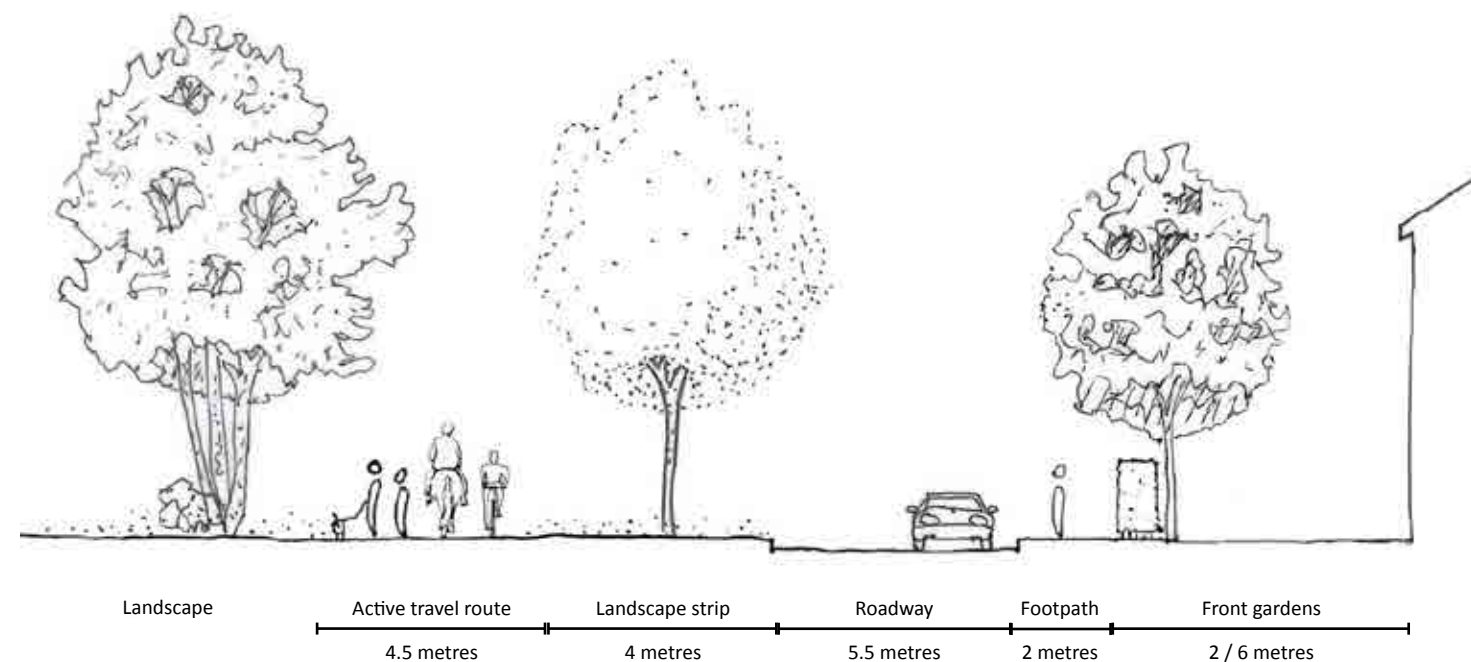 Landscape
Active travel route
Landscape strip
Roadway
Footpath
Front gardens
4.5 metres
4 metres
5.5 metres
2 metres
2 / 6 metres